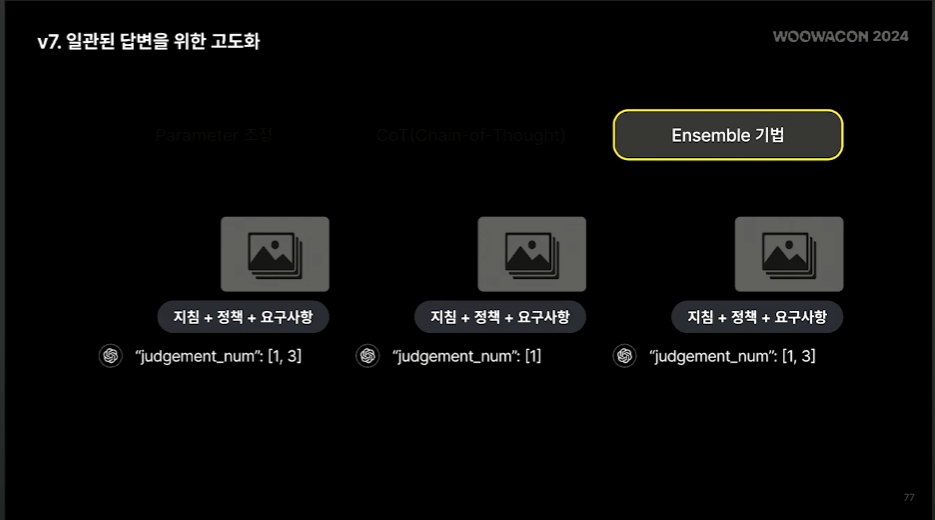 v7. 일관된 답변을 위한 고도화
WOOWACON 2024
Parameter 조정
CoT(Chain-of-Thought)
Ensemble 기법
지침 + 정책 + 요구사항
지침 + 정책 + 요구사항
지침 + 정책 + 요구사항
“judgement_num”: [1, 3]
“judgement_num”: [1]
“judgement_num”: [1, 3]
77